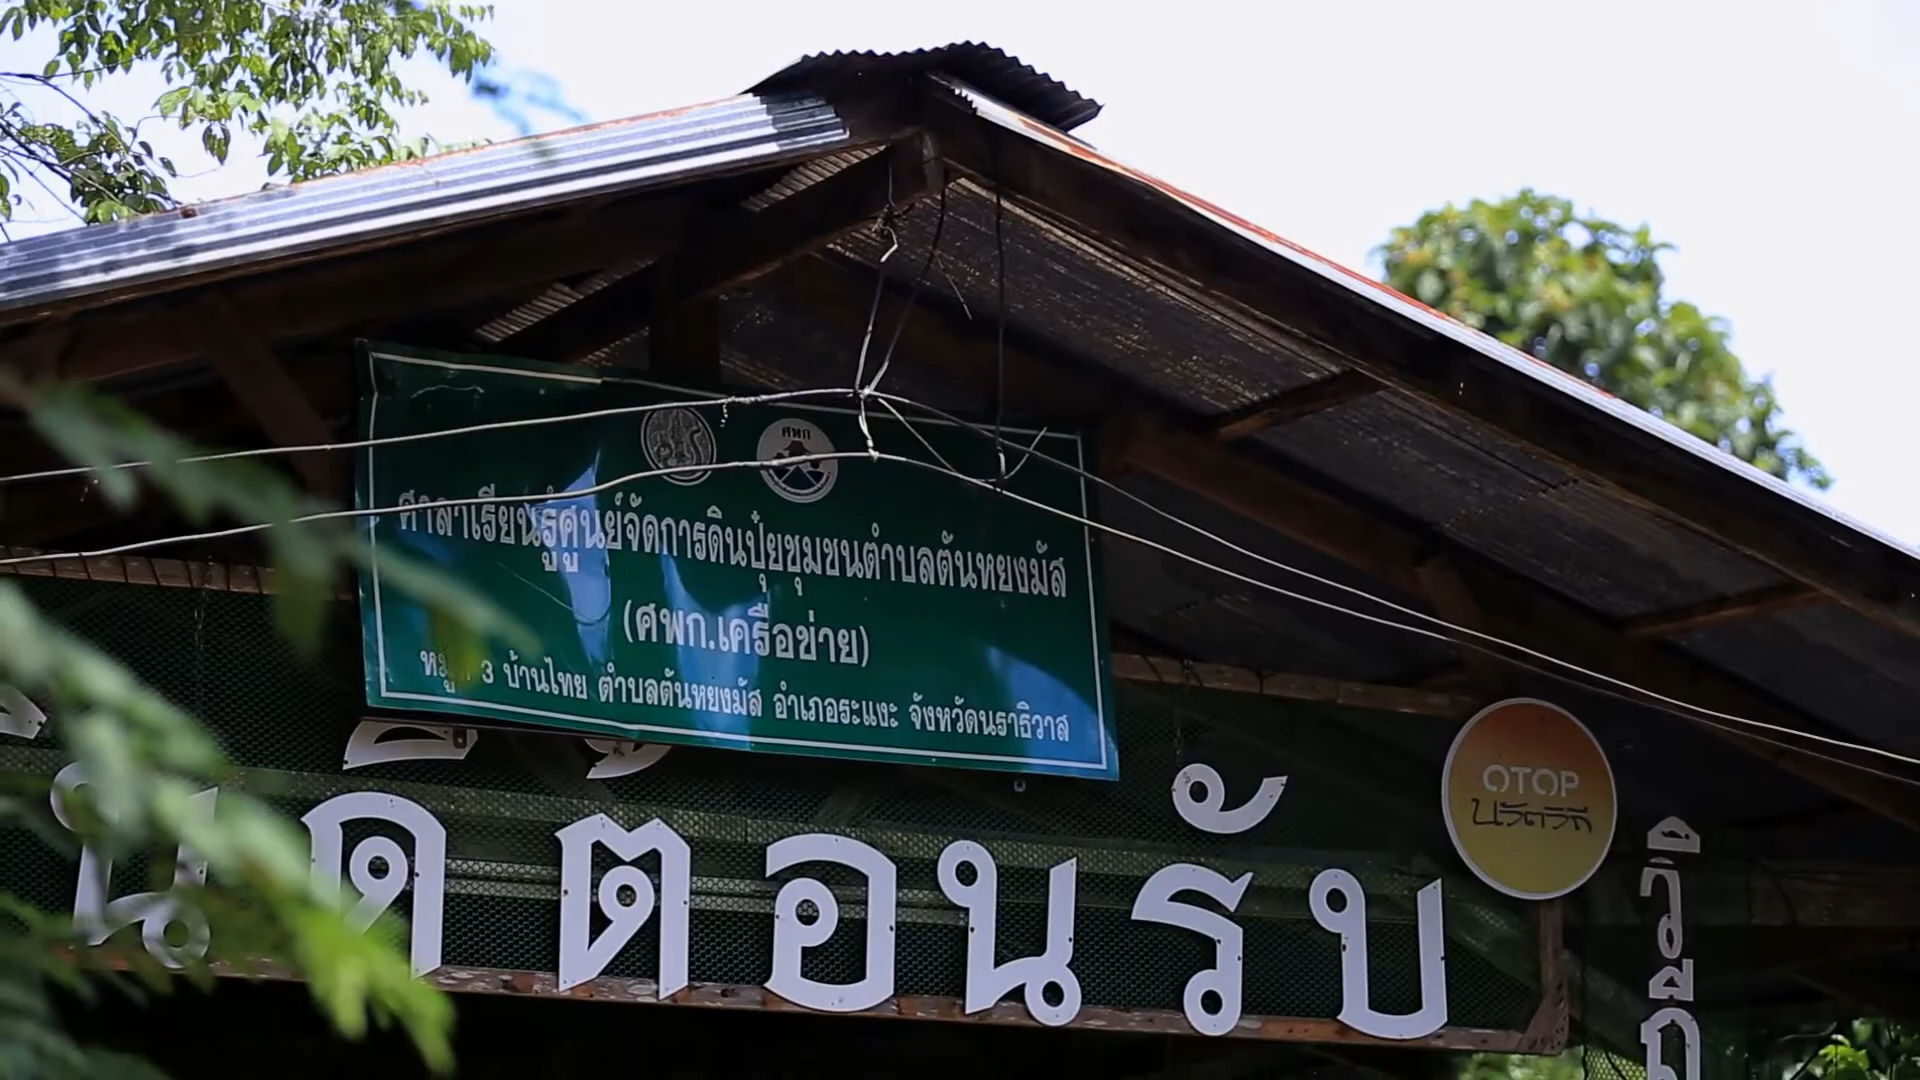 ศพก
ศาลาเรียนรู้ศูนย์จัดการดินปุ๋ยชุมชนตำบลตันหยงมัส
(ศพก.เครือข่าย)
3 บ้านไทย ตำบลตันหยงมัส อำเภอระแงะ จังหวัดนราธิวาส
ยินดีต้อนรับ
OTOP
นวัตวิถี